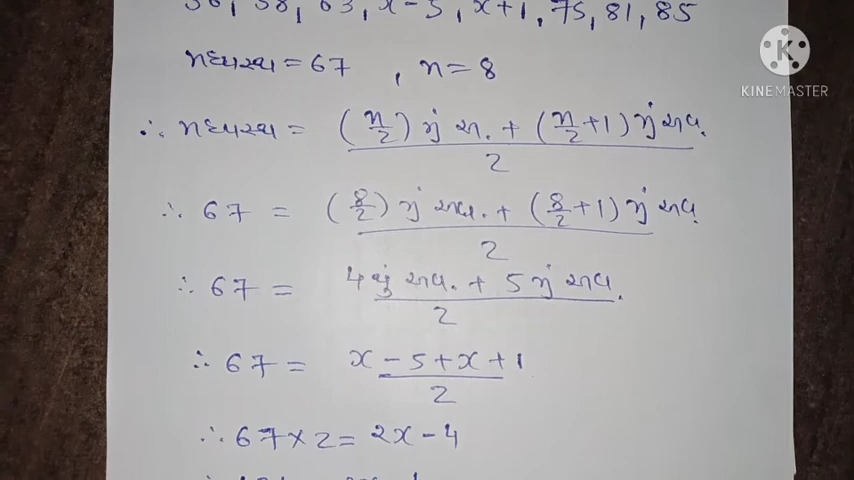 58, 63, x-5, x+1, 75, 81, 85
મધ્યસ્થ = 67 , n = 8
K
KINEMASTER
∴ મધ્યસ્થ = (n/2) મું અ. + (n/2 +1) મું અવ. / 2
∴ 67 = (8/2) મું અવ. + (8/2 +1) મું અવ. / 2
∴ 67 = 4થું અવ. + 5 મું અવ. / 2
∴ 67 = x - 5 + x + 1 / 2
∴ 67 × 2 = 2x - 4